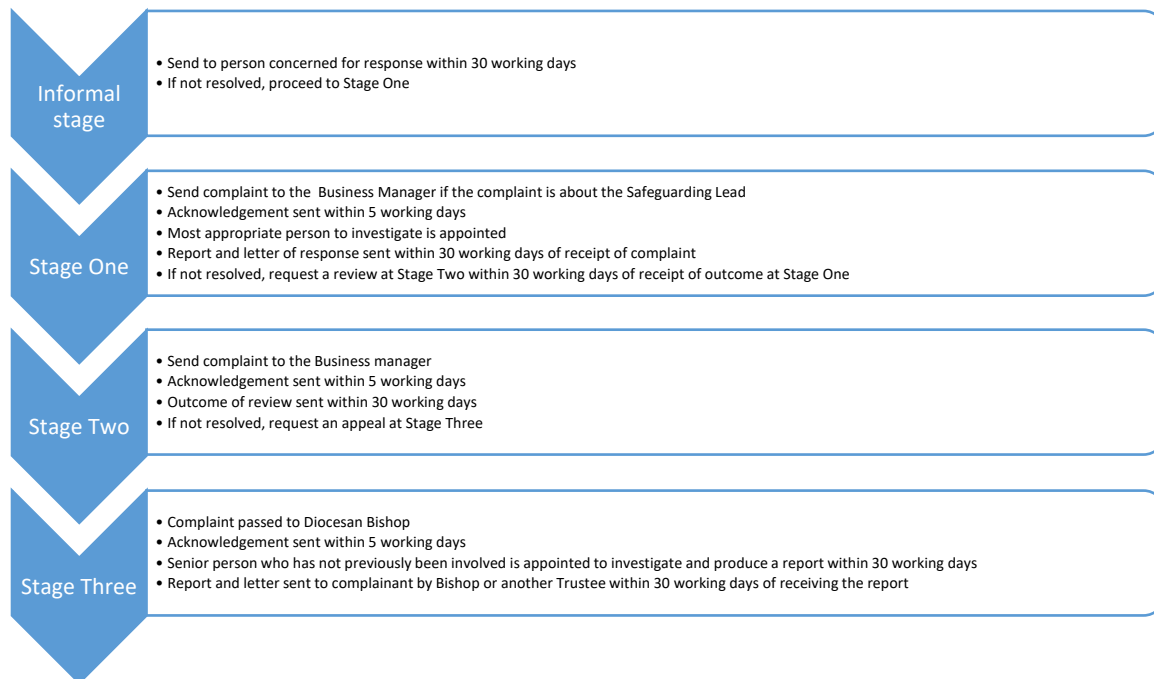 Informal
stage
• Send to person concerned for response within 30 working days
• If not resolved, proceed to Stage One
Stage One
• Send complaint to the  Business Manager if the complaint is about the Safeguarding Lead
• Acknowledgement sent within 5 working days
• Most appropriate person to investigate is appointed
• Report and letter of response sent within 30 working days of receipt of complaint
• If not resolved, request a review at Stage Two within 30 working days of receipt of outcome at Stage One
Stage Two
• Send complaint to the Business manager
• Acknowledgement sent within 5 working days
• Outcome of review sent within 30 working days
• If not resolved, request an appeal at Stage Three
Stage Three
• Complaint passed to Diocesan Bishop
• Acknowledgement sent within 5 working days
• Senior person who has not previously been involved is appointed to investigate and produce a report within 30 working days
• Report and letter sent to complainant by Bishop or another Trustee within 30 working days of receiving the report